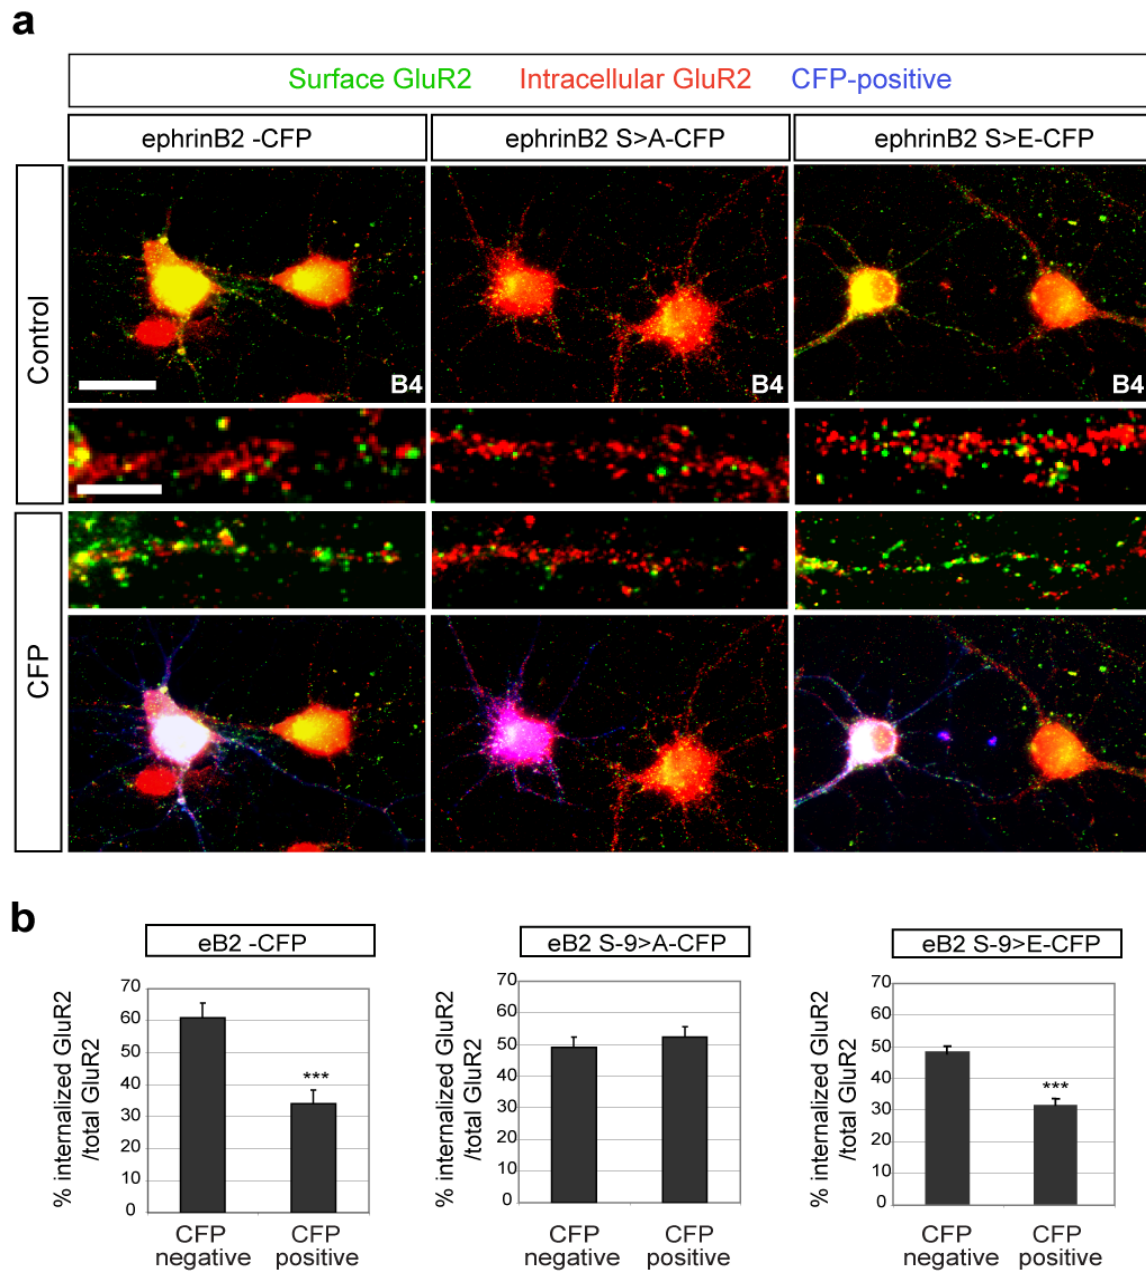 a
Surface GluR2 Intracellular GluR2 CFP-positive
ephrinB2 -CFP ephrinB2 S>A-CFP ephrinB2 S>E-CFP
Control
B4
B4
CFP
b
eB2 -CFP
% internalized GluR2
/total GluR2
70
60
50
40
30
20
10
0
***
CFP
negative
CFP
positive
eB2 S-9>A-CFP
% internalized GluR2
/total GluR2
70
60
50
40
30
20
10
0
CFP
negative
CFP
positive
eB2 S-9>E-CFP
% internalized GluR2
/total GluR2
70
60
50
40
30
20
10
0
***
CFP
negative
CFP
positive